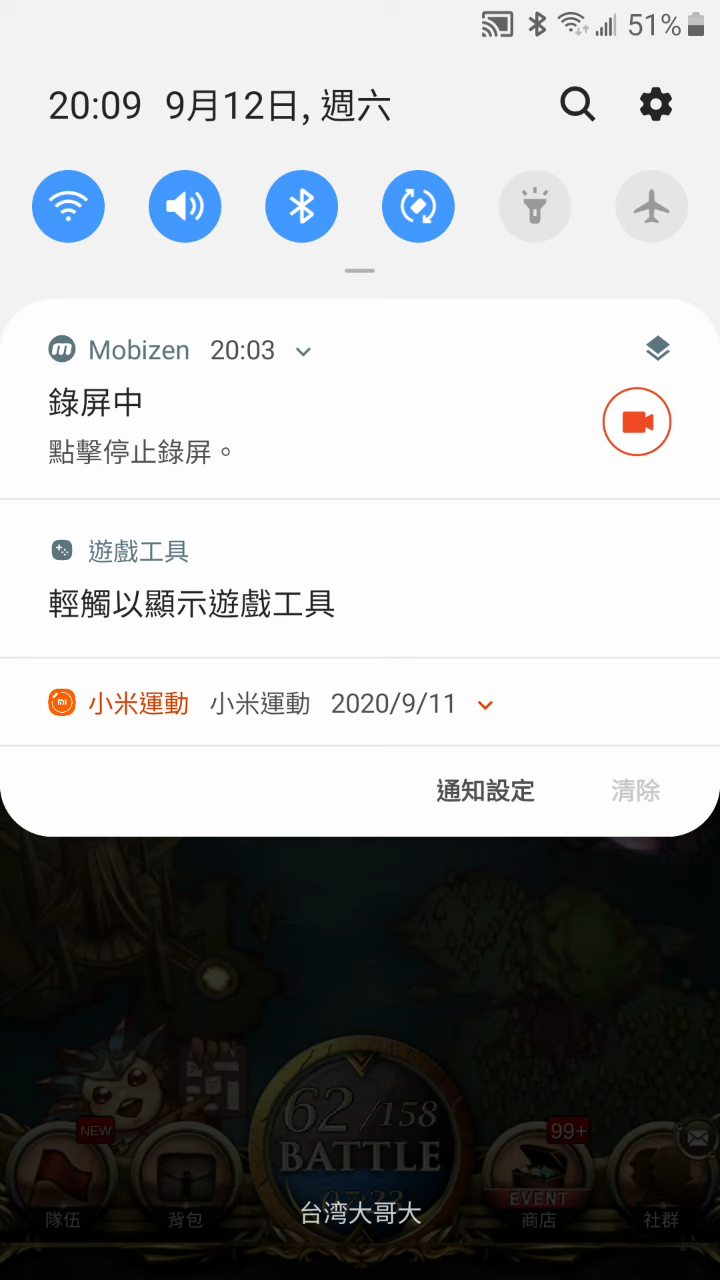 51%
20:09 9月12日, 週六
Mobizen 20:03
錄屏中
點擊停止錄屏。
遊戲工具
輕觸以顯示遊戲工具
小米運動 小米運動 2020/9/11
通知設定 清除
62/158
BATTLE
07:23
NEW
99+
EVENT
隊伍 背包 台湾大哥大 商店 社群